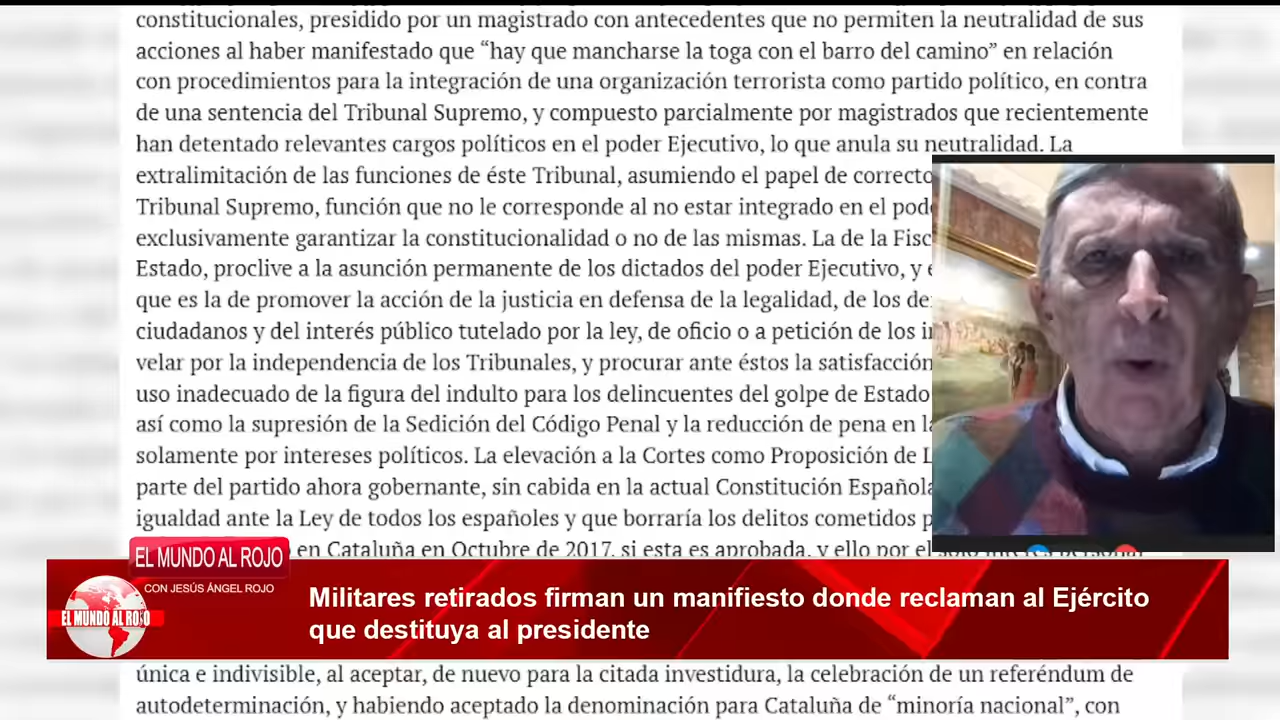 constitucionales, presidido por un magistrado con antecedentes que no permiten la neutralidad de sus
acciones al haber manifestado que “hay que mancharse la toga con el barro del camino” en relación
con procedimientos para la integración de una organización terrorista como partido político, en contra
de una sentencia del Tribunal Supremo, y compuesto parcialmente por magistrados que recientemente
han detentado relevantes cargos políticos en el poder Ejecutivo, lo que anula su neutralidad. La
extralimitación de las funciones de éste Tribunal, asumiendo el papel de correcto
Tribunal Supremo, función que no le corresponde al no estar integrado en el pod
exclusivamente garantizar la constitucionalidad o no de las mismas. La de la Fisc
Estado, proclive a la asunción permanente de los dictados del poder Ejecutivo, y
que es la de promover la acción de la justicia en defensa de la legalidad, de los de
ciudadanos y del interés público tutelado por la ley, de oficio o a petición de los
velar por la independencia de los Tribunales, y procurar ante éstos la satisfacción
uso inadecuado de la figura del indulto para los delincuentes del golpe de Estado
así como la supresión de la Sedición del Código Penal y la reducción de pena en
solamente por intereses políticos. La elevación a la Cortes como Proposición de
parte del partido ahora gobernante, sin cabida en la actual Constitución Española
igualdad ante la Ley de todos los españoles y que borraría los delitos cometidos
en Cataluña en Octubre de 2017, si esta es aprobada, y ello por el solo interés personal
EL MUNDO AL ROJO
CON JESÚS ÁNGEL ROJO
EL MUNDO AL ROJO
Militares retirados firman un manifiesto donde reclaman al Ejército
que destituya al presidente
única e indivisible, al aceptar, de nuevo para la citada investidura, la celebración de un referéndum de
autodeterminación, y habiendo aceptado la denominación para Cataluña de “minoría nacional”, con